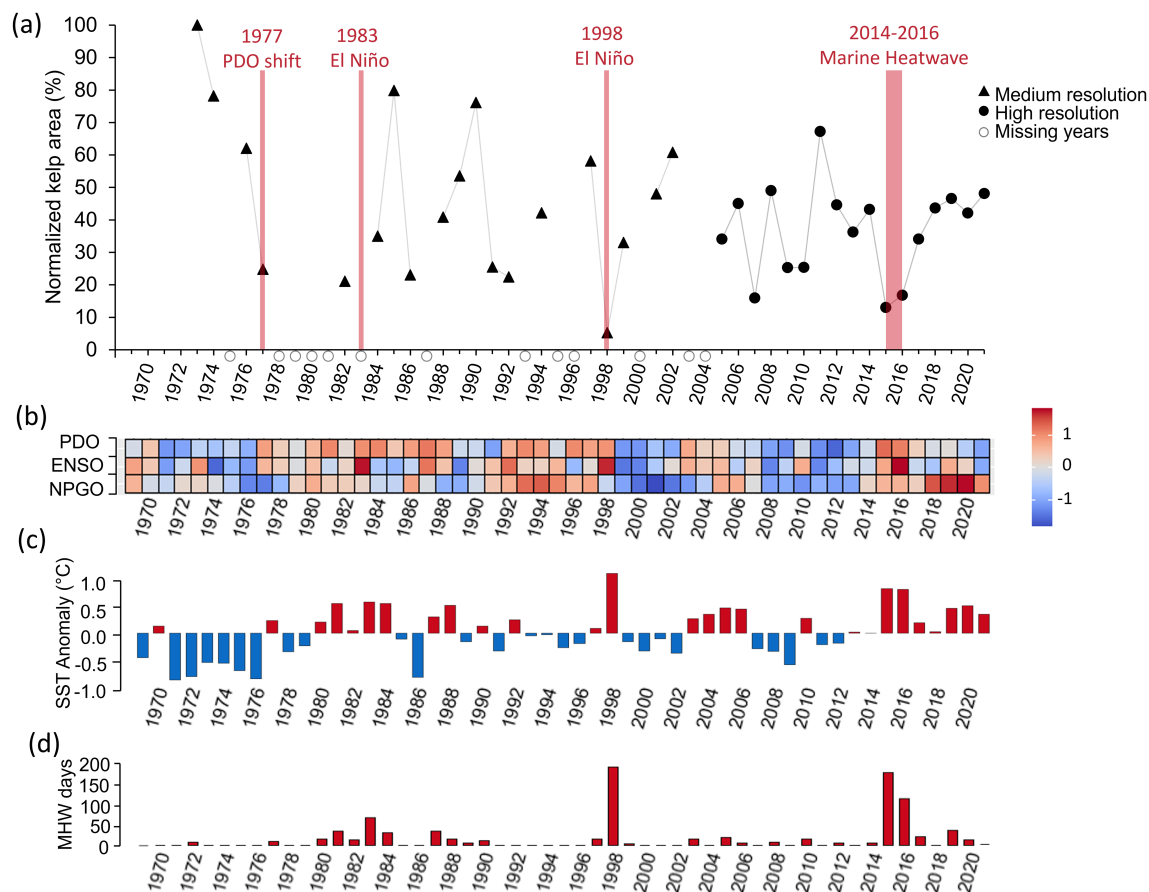 (a)
1977
PDO shift
1983
El Niño
1998
El Niño
2014-2016
Marine Heatwave
Normalized kelp area (%)
100
90
80
70
60
50
40
30
20
10
0
Medium resolution
High resolution
Missing years
1970 1972 1974 1976 1978 1980 1982 1984 1986 1988 1990 1992 1994 1996 1998 2000 2002 2004 2006 2008 2010 2012 2014 2016 2018 2020
(b)
PDO
ENSO
NPGO
1
0
-1
1970 1972 1974 1976 1978 1980 1982 1984 1986 1988 1990 1992 1994 1996 1998 2000 2002 2004 2006 2008 2010 2012 2014 2016 2018 2020
(c)
SST Anomaly (°C)
1.0
0.5
0.0
-0.5
-1.0
1970 1972 1974 1976 1978 1980 1982 1984 1986 1988 1990 1992 1994 1996 1998 2000 2002 2004 2006 2008 2010 2012 2014 2016 2018 2020
(d)
MHW days
200
150
100
50
0
1970 1972 1974 1976 1978 1980 1982 1984 1986 1988 1990 1992 1994 1996 1998 2000 2002 2004 2006 2008 2010 2012 2014 2016 2018 2020